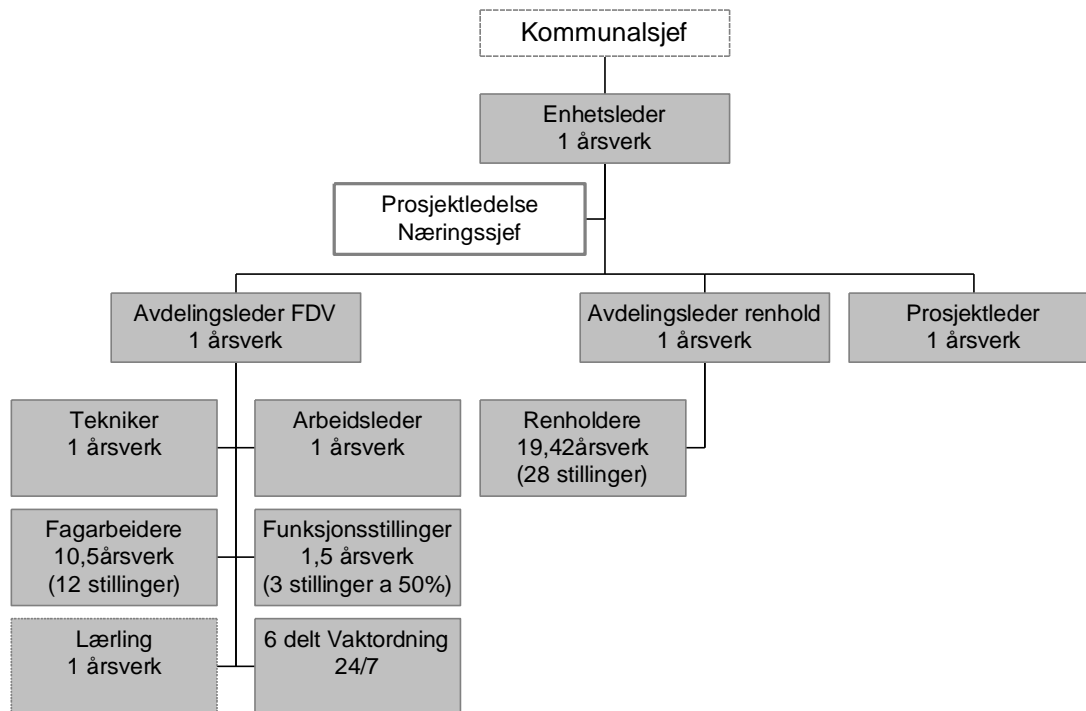 Kommunalsjef
Enhetsleder
1 årsverk
Prosjektledelse
Næringssjef
Avdelingsleder FDV
1 årsverk
Avdelingsleder renhold
1 årsverk
Prosjektleder
1 årsverk
Tekniker
1 årsverk
Arbeidsleder
1 årsverk
Renholdere
19,42årsverk
(28 stillinger)
Fagarbeidere
10,5årsverk
(12 stillinger)
Funksjonsstillinger
1,5 årsverk
(3 stillinger a 50%)
Lærling
1 årsverk
6 delt Vaktordning
24/7